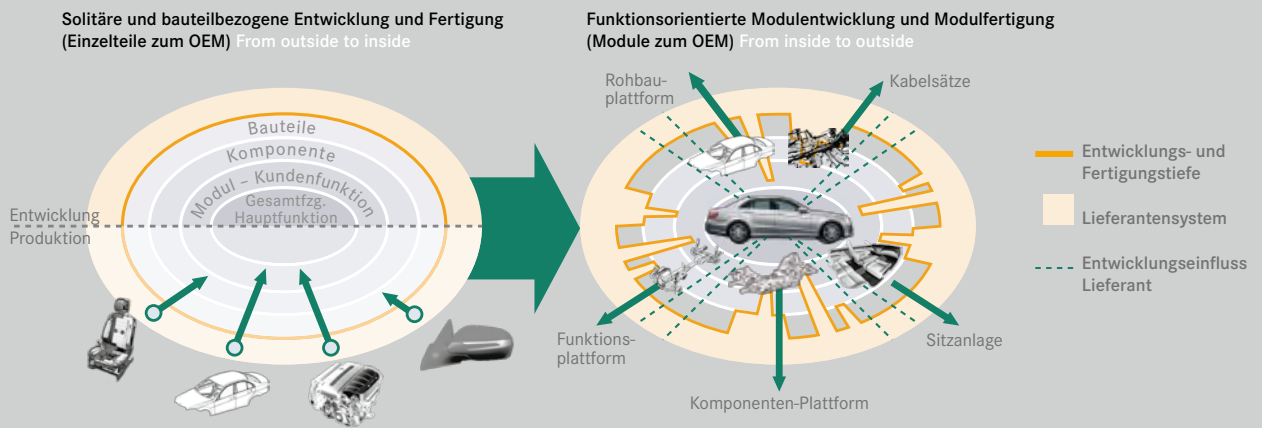 Solitäre und bauteilbezogene Entwicklung und Fertigung
(Einzelteile zum OEM) From outside to inside
Funktionsorientierte Modulentwicklung und Modulfertigung
(Module zum OEM) From inside to outside
Bauteile
Komponente
Modul – Kundenfunktion
Gesamtfzg.
Hauptfunktion
Entwicklung
Produktion
Rohbau-
plattform
Kabelsätze
Funktions-
plattform
Komponenten-Plattform
Sitzanlage
Entwicklungs- und
Fertigungstiefe
Lieferantensystem
Entwicklungseinfluss
Lieferant